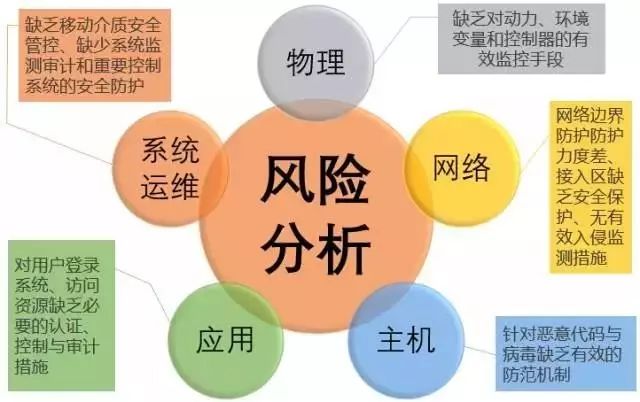 缺乏移动介质安全
管控、缺少系统监
测审计和重要控制
系统的安全防护
物理
缺乏对动力、环境
变量和控制器的有
效监控手段
系统
运维
风险
分析
网络
网络边界
防护防护
力度差、
接入区缺
乏安全保
护、无有
效入侵监
测措施
对用户登录
系统、访问
资源缺乏必
要的认证、
控制与审计
措施
应用
主机
针对恶意代码与
病毒缺乏有效的
防范机制